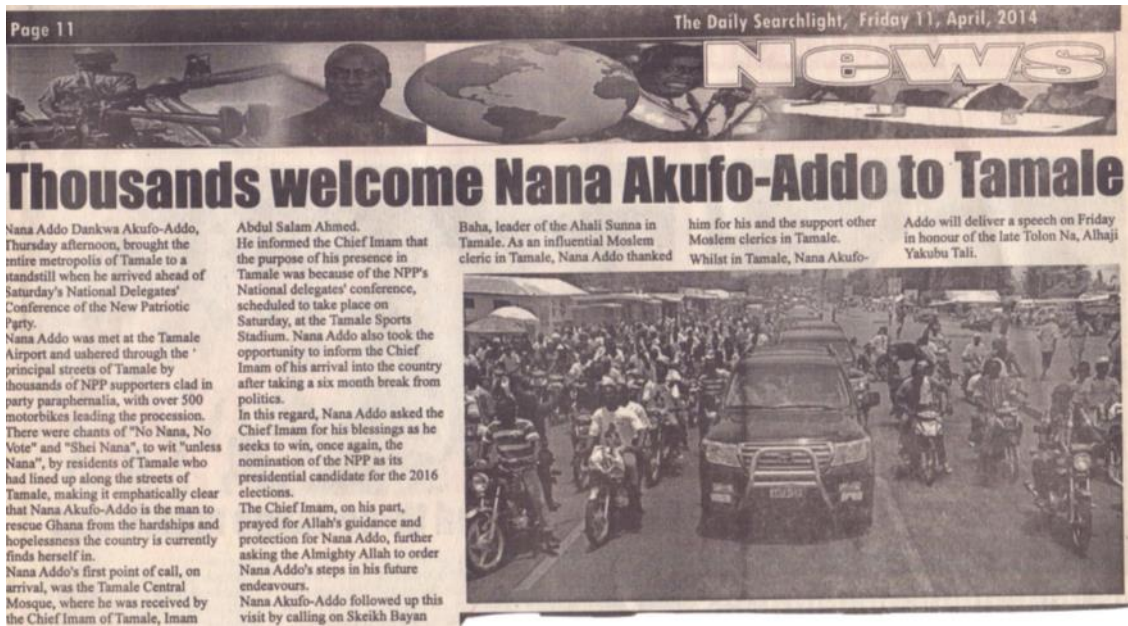 Page 11
The Daily Searchlight, Friday 11, April, 2014
News
Thousands welcome Nana Akufo-Addo to Tamale
Nana Addo Dankwa Akufo-Addo,
Thursday afternoon, brought the
entire metropolis of Tamale to a
standstill when he arrived ahead of
Saturday's National Delegates'
Conference of the New Patriotic
Party.
Nana Addo was met at the Tamale
Airport and ushered through the
principal streets of Tamale by
thousands of NPP supporters clad in
party paraphernalia, with over 500
motorbikes leading the procession.
There were chants of "No Nana, No
Vote" and "Shei Nana", to wit "unless
Nana", by residents of Tamale who
had lined up along the streets of
Tamale, making it emphatically clear
that Nana Akufo-Addo is the man to
rescue Ghana from the hardships and
hopelessness the country is currently
finds herself in.
Nana Addo's first point of call, on
arrival, was the Tamale Central
Mosque, where he was received by
the Chief Imam of Tamale, Imam
Abdul Salam Ahmed.
He informed the Chief Imam that
the purpose of his presence in
Tamale was because of the NPP's
National delegates' conference,
scheduled to take place on
Saturday, at the Tamale Sports
Stadium. Nana Addo also took the
opportunity to inform the Chief
Imam of his arrival into the country
after taking a six month break from
politics.
In this regard, Nana Addo asked the
Chief Imam for his blessings as he
seeks to win, once again, the
nomination of the NPP as its
presidential candidate for the 2016
elections.
The Chief Imam, on his part,
prayed for Allah's guidance and
protection for Nana Addo, further
asking the Almighty Allah to order
Nana Addo's steps in his future
endeavours.
Nana Akufo-Addo followed up this
visit by calling on Skeikh Bayan
Baha, leader of the Ahali Sunna in
Tamale. As an influential Moslem
cleric in Tamale, Nana Addo thanked
him for his and the support other
Moslem clerics in Tamale.
Whilst in Tamale, Nana Akufo-
Addo will deliver a speech on Friday
in honour of the late Tolon Na, Alhaji
Yakubu Tali.